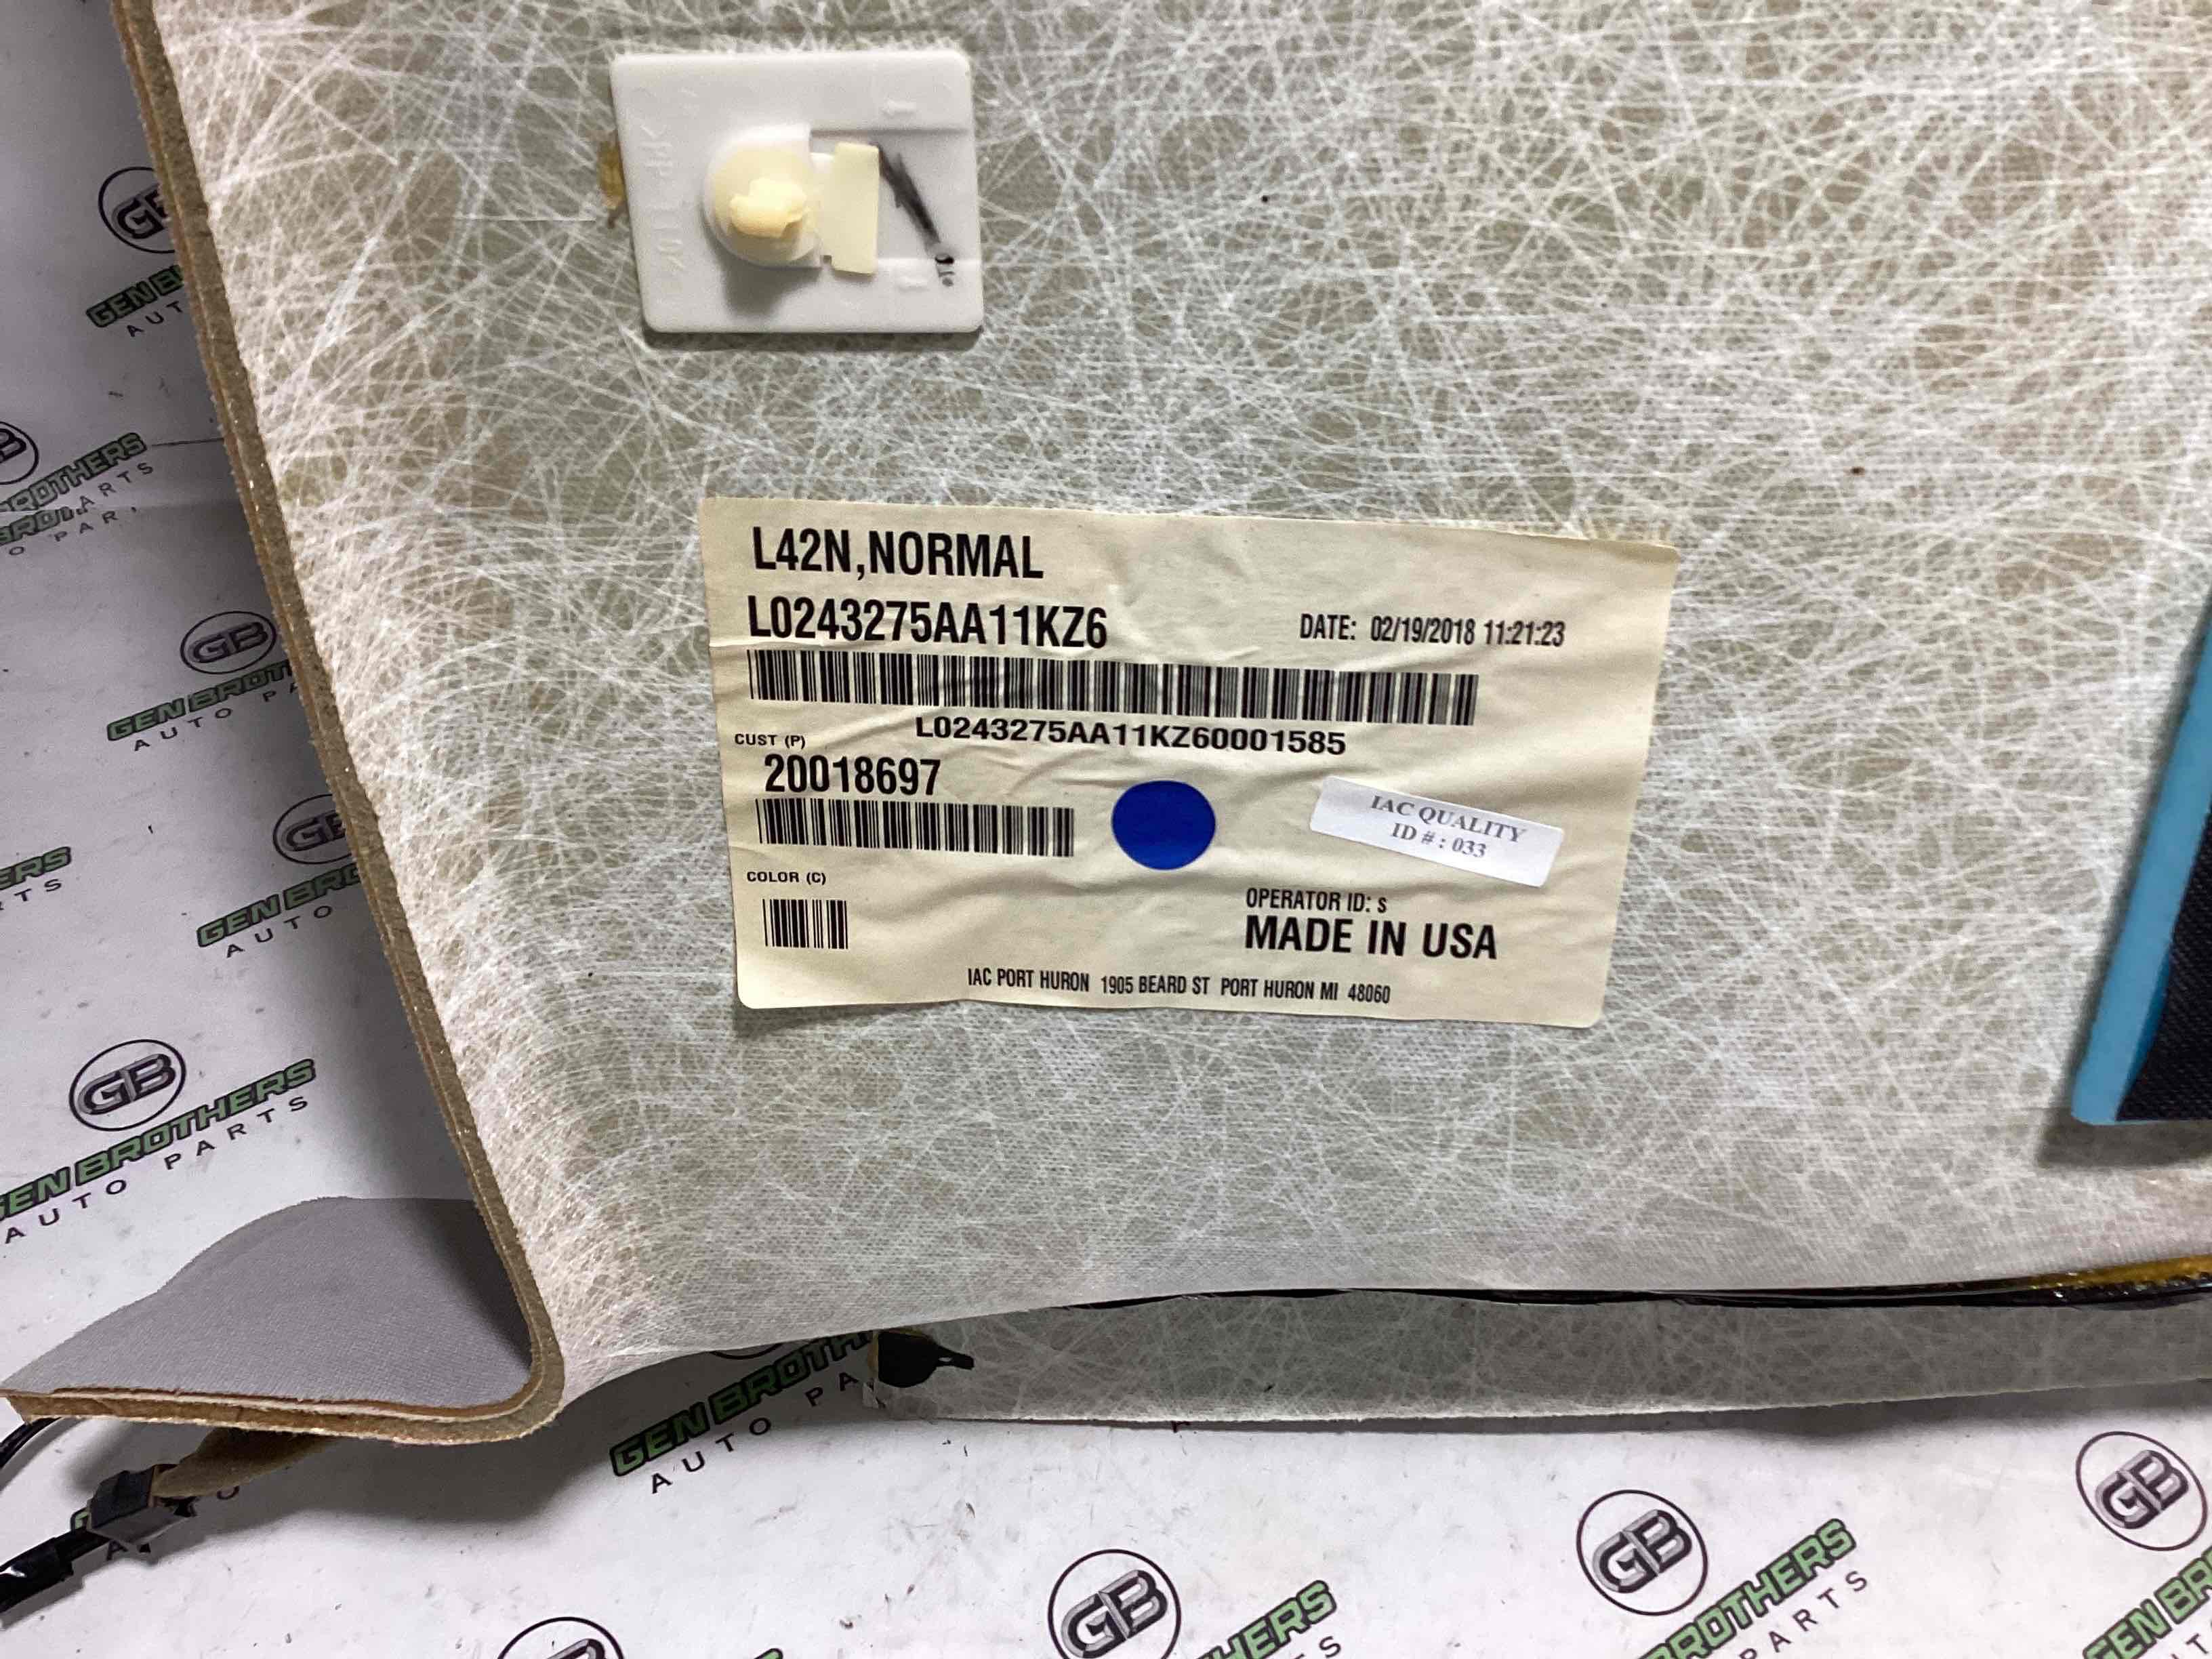 L42N,NORMAL
L0243275AA11KZ6
DATE: 02/19/2018 11:21:23
L0243275AA11KZ60001585
CUST (P)
20018697
IAC QUALITY
ID # : 033
COLOR (C)
OPERATOR ID: s
MADE IN USA
IAC PORT HURON 1905 BEARD ST PORT HURON MI 48060
GB
GEN BROTHERS
AUTO PARTS